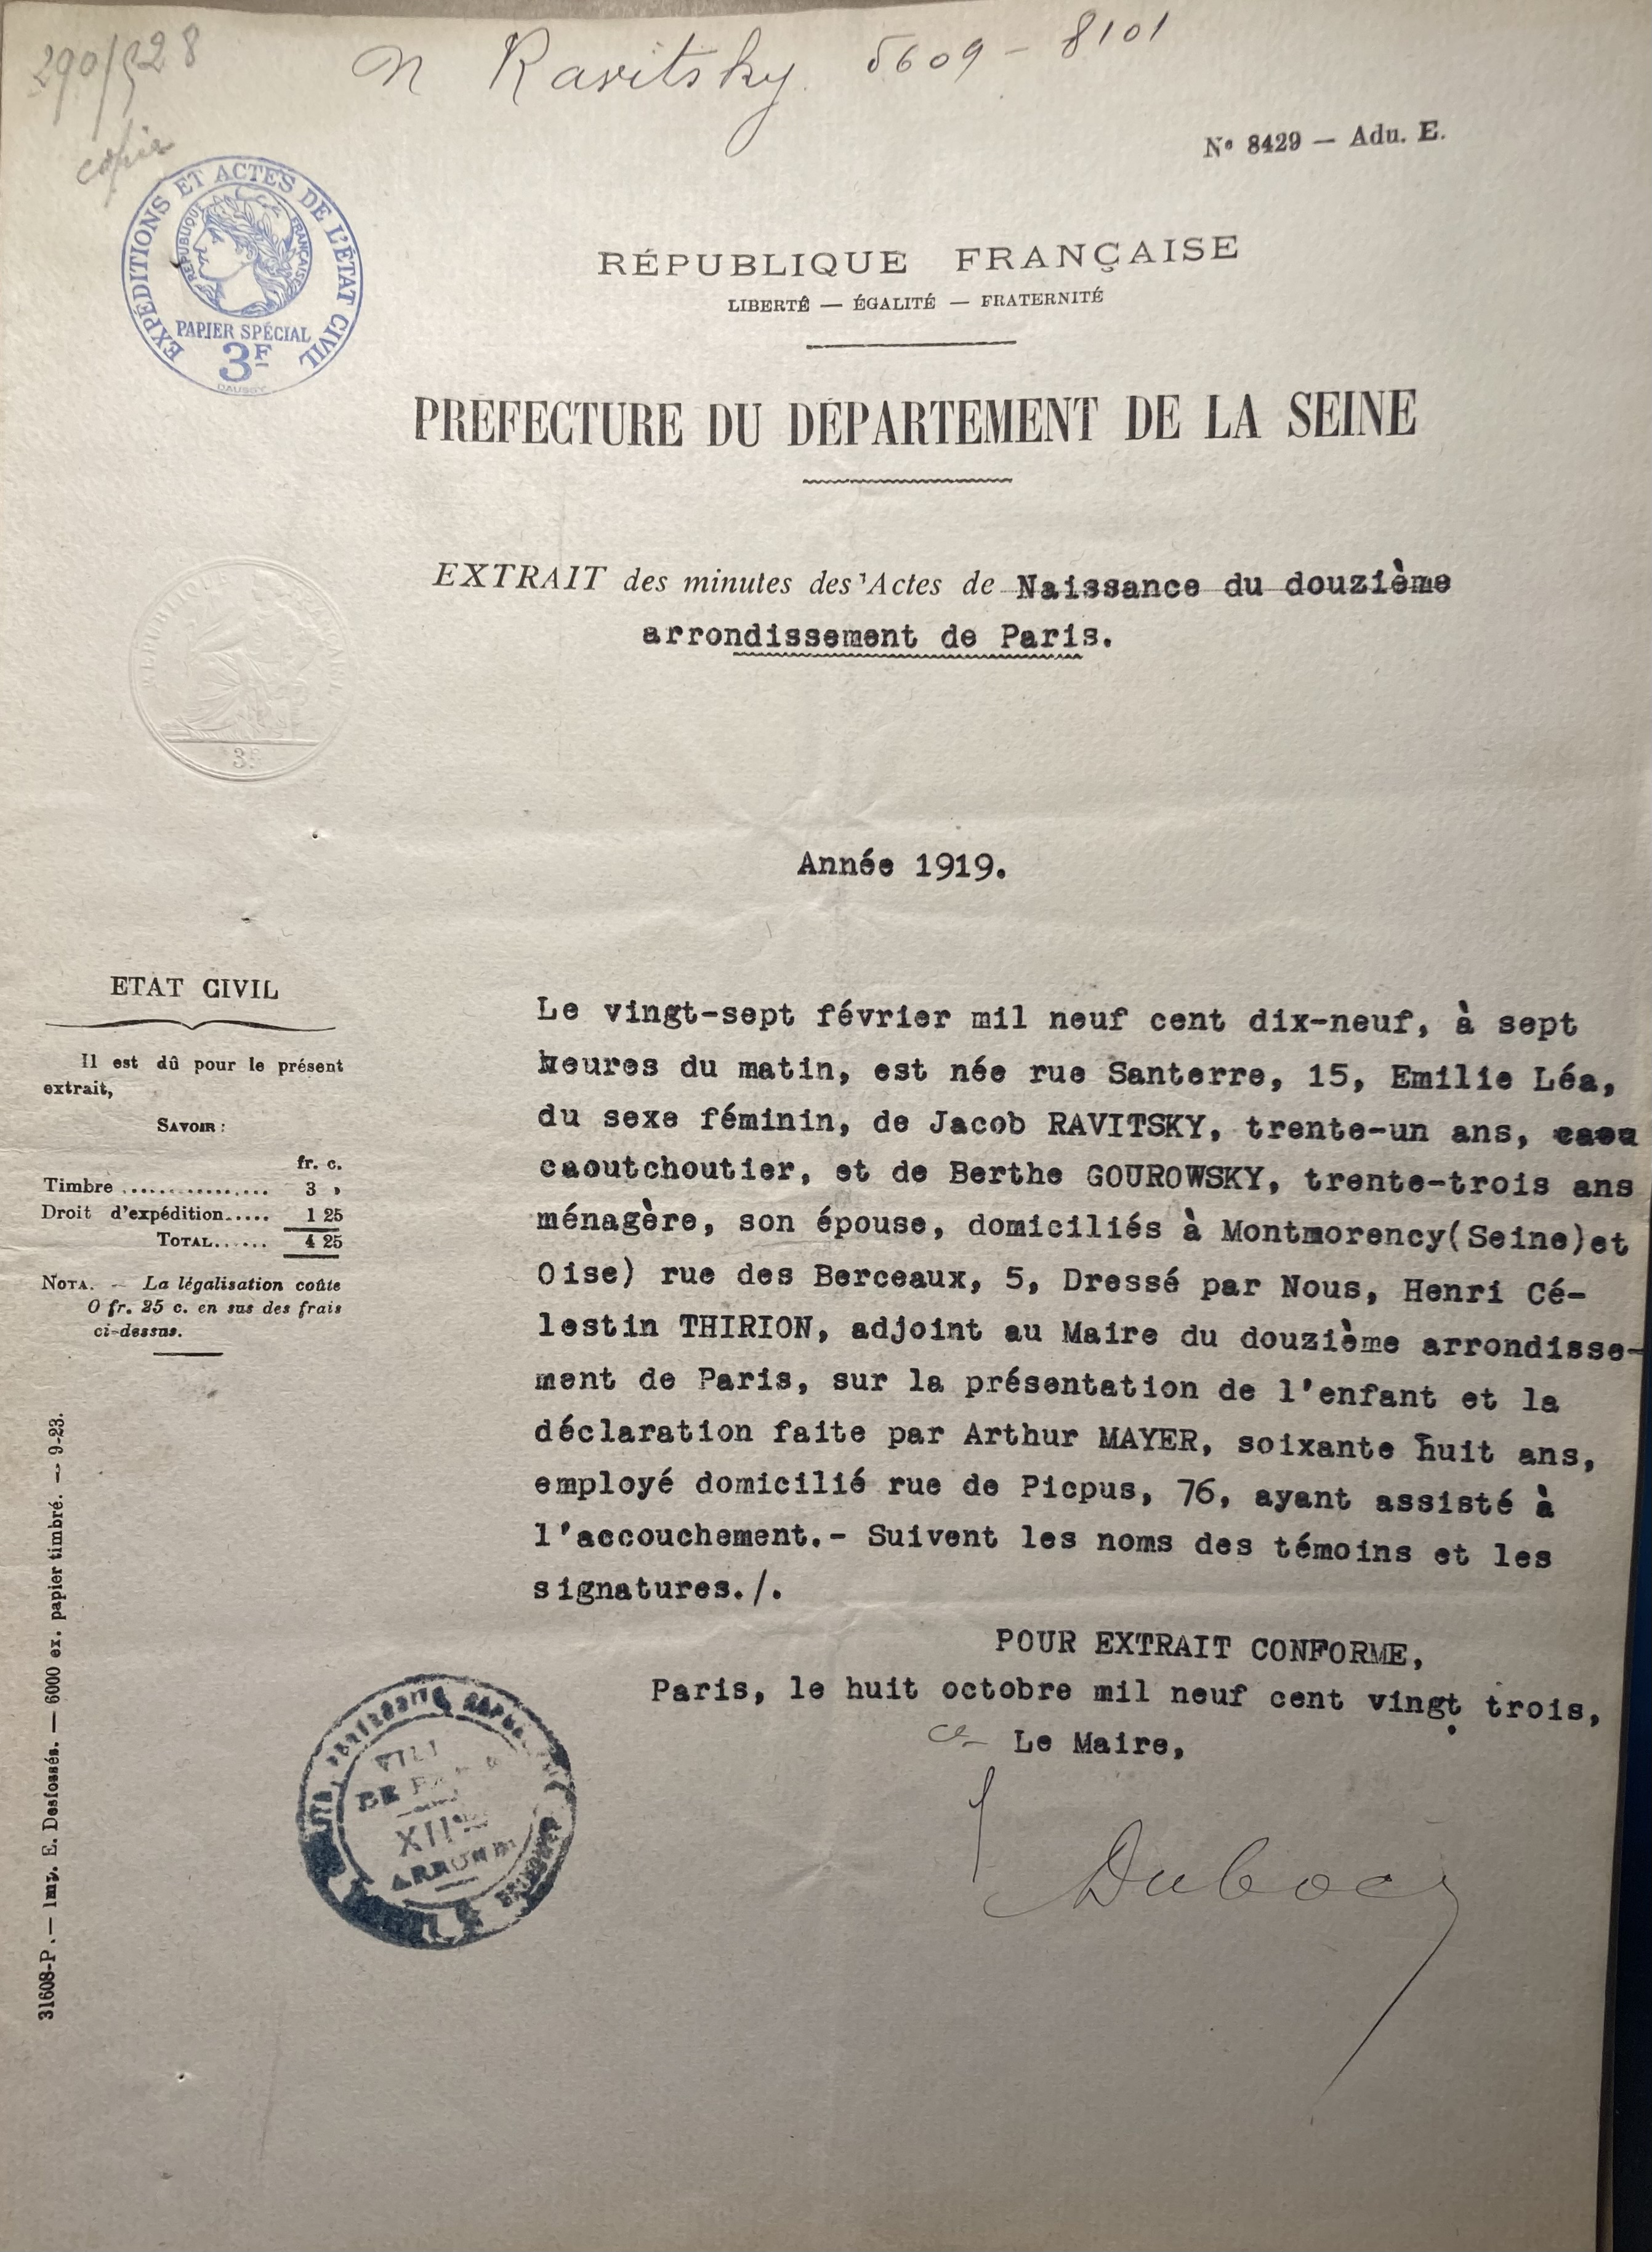 290/328
copie
n Ravitsky 5609 - 8101
Nº 8429 — Adu. E.
EXPÉDITIONS ET ACTES DE L'ÉTAT CIVIL
RÉPUBLIQUE FRANÇAISE
PAPIER SPÉCIAL
3F
DAUSSY
RÉPUBLIQUE FRANÇAISE
LIBERTÉ — ÉGALITÉ — FRATERNITÉ
PRÉFECTURE DU DÉPARTEMENT DE LA SEINE
EXTRAIT des minutes des Actes de Naissance du douzième
arrondissement de Paris.
3F
Année 1919.
ETAT CIVIL
Il est dû pour le présent
extrait,
SAVOIR :
fr. c.
Timbre ............... 3 »
Droit d'expédition..... 1 25
TOTAL...... 4 25
NOTA. — La légalisation coûte
0 fr. 25 c. en sus des frais
ci-dessus.
31608-P. — Imp. E. Desfossés. — 6000 ex. papier timbré. — 9-23.
Le vingt-sept février mil neuf cent dix-neuf, à sept
heures du matin, est née rue Santerre, 15, Emilie Léa,
du sexe féminin, de Jacob RAVITSKY, trente-un ans, caou
caoutchoutier, et de Berthe GOUROWSKY, trente-trois ans
ménagère, son épouse, domiciliés à Montmorency(Seine)et
Oise) rue des Berceaux, 5, Dressé par Nous, Henri Cé-
lestin THIRION, adjoint au Maire du douzième arrondisse-
ment de Paris, sur la présentation de l'enfant et la
déclaration faite par Arthur MAYER, soixante huit ans,
employé domicilié rue de Picpus, 76, ayant assisté à
l'accouchement.- Suivent les noms des témoins et les
signatures./.
POUR EXTRAIT CONFORME,
Paris, le huit octobre mil neuf cent vingt trois,
Le Maire,
DE
XIIe
ARROND
Dubocq